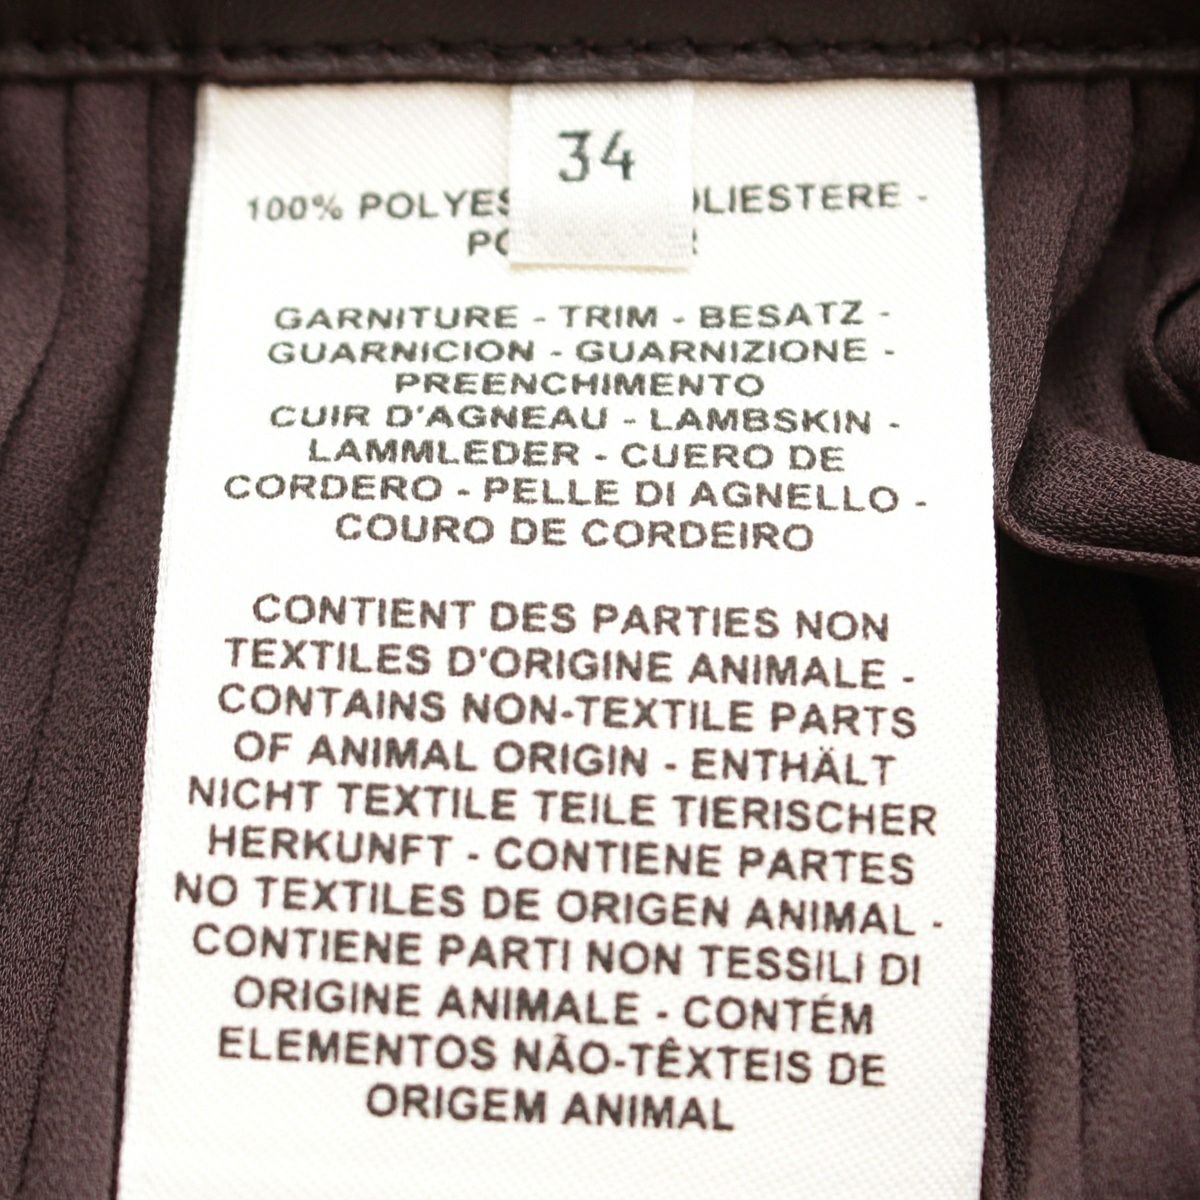 34
100% POLIESTERE -
GARNITURE - TRIM - BESATZ -
GUARNICION - GUARNIZIONE -
PREENCHIMENTO
CUIR D'AGNEAU - LAMBSKIN -
LAMMLEDER - CUERO DE
CORDERO - PELLE DI AGNELLO -
COURO DE CORDEIRO
CONTIENT DES PARTIES NON
TEXTILES D'ORIGINE ANIMALE -
CONTAINS NON-TEXTILE PARTS
OF ANIMAL ORIGIN - ENTHÄLT
NICHT TEXTILE TEILE TIERISCHER
HERKUNFT - CONTIENE PARTES
NO TEXTILES DE ORIGEN ANIMAL -
CONTIENE PARTI NON TESSILI DI
ORIGINE ANIMALE - CONTÉM
ELEMENTOS NÃO-TÊXTEIS DE
ORIGEM ANIMAL